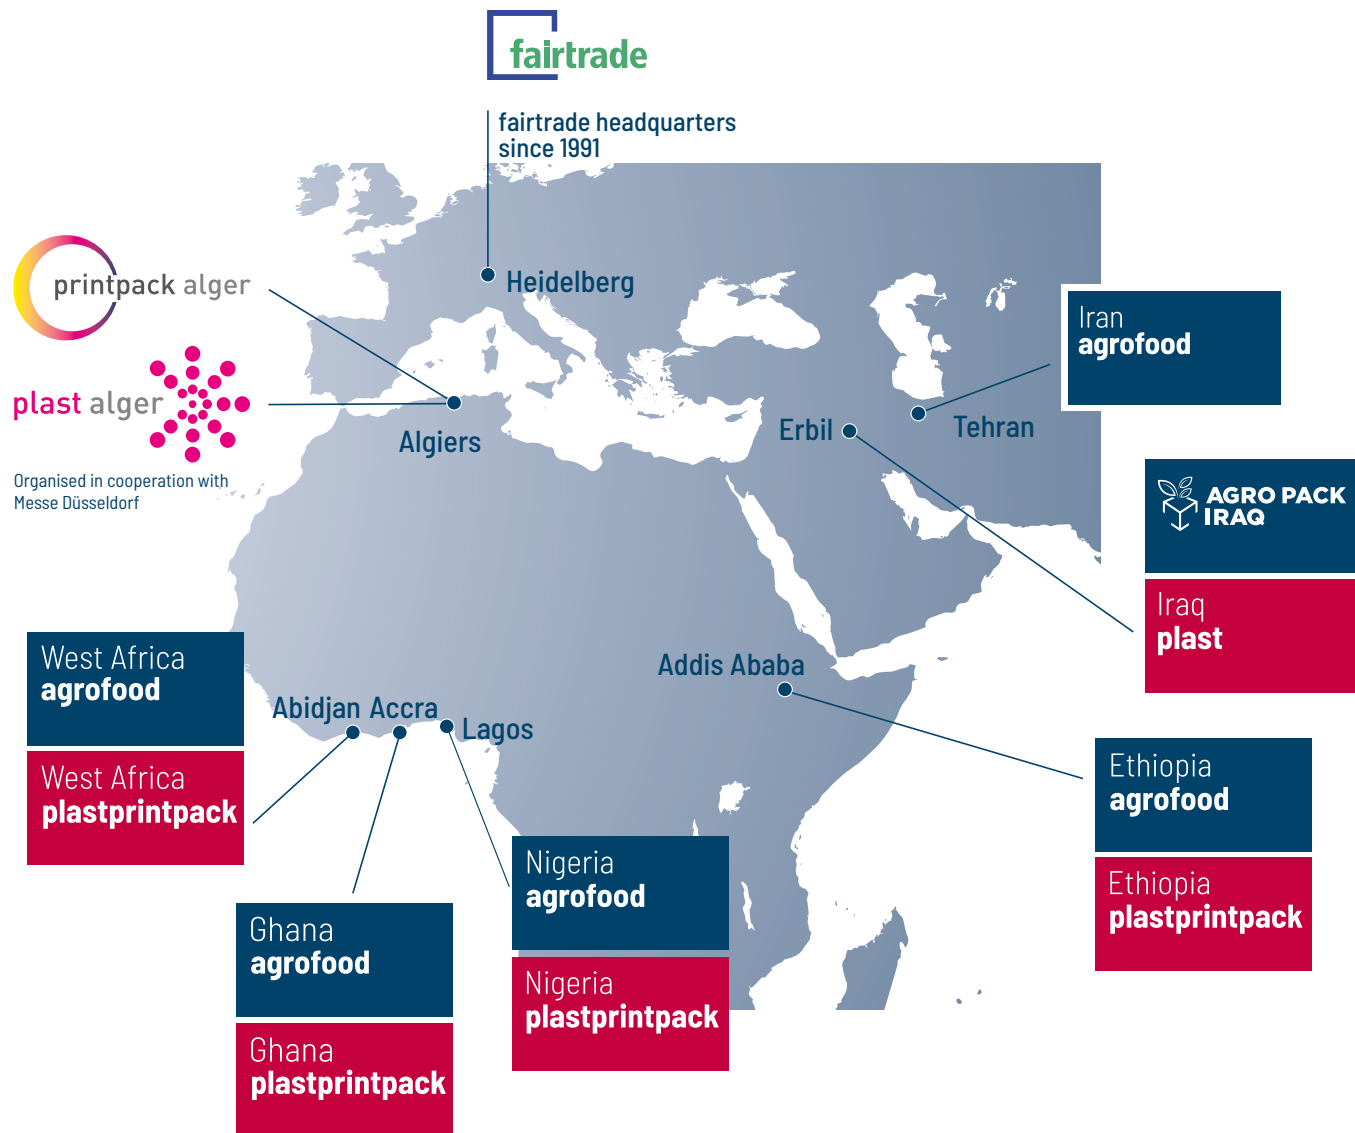 fairtrade
fairtrade headquarters
since 1991
Heidelberg
printpack alger
plast alger
Organised in cooperation with
Messe Düsseldorf
Algiers
Erbil
Tehran
Iran
agrofood
AGRO PACK
IRAQ
Iraq
plast
West Africa
agrofood
West Africa
plastprintpack
Abidjan
Accra
Lagos
Addis Ababa
Ethiopia
agrofood
Ethiopia
plastprintpack
Nigeria
agrofood
Nigeria
plastprintpack
Ghana
agrofood
Ghana
plastprintpack